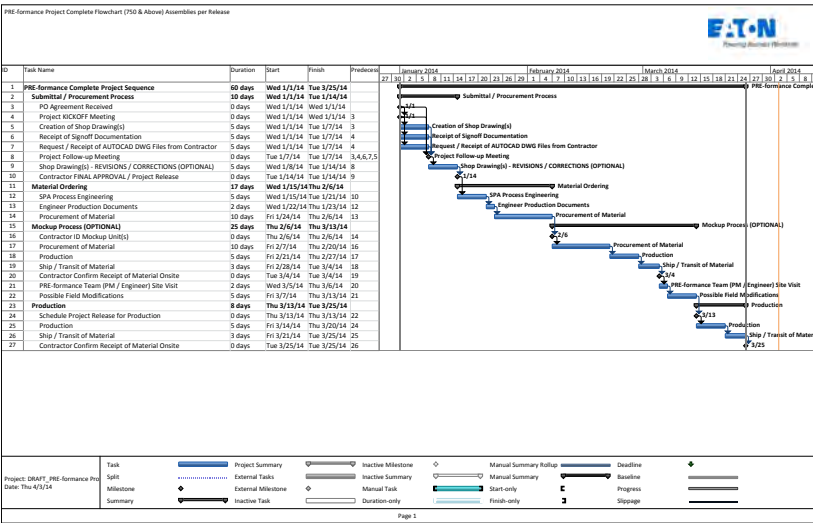 PRE-formance Project Complete Flowchart (750 & Above) Assemblies per Release
EATON
Powering Business Worldwide
ID Task Name Duration Start Finish Predecess
January 2014 February 2014 March 2014 April 2014
27 30 2 5 8 11 14 17 20 23 26 29 1 4 7 10 13 16 19 22 25 28 3 6 9 12 15 18 21 24 27 30 2 5 8
1 PRE-formance Complete Project Sequence 60 days Wed 1/1/14 Tue 3/25/14 PRE-formance Comple
2 Submittal / Procurement Process 10 days Wed 1/1/14 Tue 1/14/14 Submittal / Procurement Process
3 PO Agreement Received 0 days Wed 1/1/14 Wed 1/1/14 1/1
4 Project KICKOFF Meeting 0 days Wed 1/1/14 Wed 1/1/14 3 1/1
5 Creation of Shop Drawing(s) 5 days Wed 1/1/14 Tue 1/7/14 3 Creation of Shop Drawing(s)
6 Receipt of Signoff Documentation 5 days Wed 1/1/14 Tue 1/7/14 4 Receipt of Signoff Documentation
7 Request / Receipt of AUTOCAD DWG Files from Contractor 5 days Wed 1/1/14 Tue 1/7/14 4 Request / Receipt of AUTOCAD DWG Files from Contractor
8 Project Follow-up Meeting 0 days Tue 1/7/14 Tue 1/7/14 3,4,6,7,5 Project Follow-up Meeting
9 Shop Drawing(s) - REVISIONS / CORRECTIONS (OPTIONAL) 5 days Wed 1/8/14 Tue 1/14/14 8 Shop Drawing(s) - REVISIONS / CORRECTIONS (OPTIONAL)
10 Contractor FINAL APPROVAL / Project Release 0 days Tue 1/14/14 Tue 1/14/14 9 1/14
11 Material Ordering 17 days Wed 1/15/14 Thu 2/6/14 Material Ordering
12 SPA Process Engineering 5 days Wed 1/15/14 Tue 1/21/14 10 SPA Process Engineering
13 Engineer Production Documents 2 days Wed 1/22/14 Thu 1/23/14 12 Engineer Production Documents
14 Procurement of Material 10 days Fri 1/24/14 Thu 2/6/14 13 Procurement of Material
15 Mockup Process (OPTIONAL) 25 days Thu 2/6/14 Thu 3/13/14 Mockup Process (OPTIONAL)
16 Contractor ID Mockup Unit(s) 0 days Thu 2/6/14 Thu 2/6/14 14 2/6
17 Procurement of Material 10 days Fri 2/7/14 Thu 2/20/14 16 Procurement of Material
18 Production 5 days Fri 2/21/14 Thu 2/27/14 17 Production
19 Ship / Transit of Material 3 days Fri 2/28/14 Tue 3/4/14 18 Ship / Transit of Material
20 Contractor Confirm Receipt of Material Onsite 0 days Tue 3/4/14 Tue 3/4/14 19 3/4
21 PRE-formance Team (PM / Engineer) Site Visit 2 days Wed 3/5/14 Thu 3/6/14 20 PRE-formance Team (PM / Engineer) Site Visit
22 Possible Field Modifications 5 days Fri 3/7/14 Thu 3/13/14 21 Possible Field Modifications
23 Production 8 days Thu 3/13/14 Tue 3/25/14 Production
24 Schedule Project Release for Production 0 days Thu 3/13/14 Thu 3/13/14 22 3/13
25 Production 5 days Fri 3/14/14 Thu 3/20/14 24 Production
26 Ship / Transit of Material 3 days Fri 3/21/14 Tue 3/25/14 25 Ship / Transit of Mater
27 Contractor Confirm Receipt of Material Onsite 0 days Tue 3/25/14 Tue 3/25/14 26 3/25
Project: DRAFT_PRE-formance Pro
Date: Thu 4/3/14
Task Project Summary Inactive Milestone Manual Summary Rollup Deadline
Split External Tasks Inactive Summary Manual Summary Baseline
Milestone External Milestone Manual Task Start-only Progress
Summary Inactive Task Duration-only Finish-only Slippage
Page 1